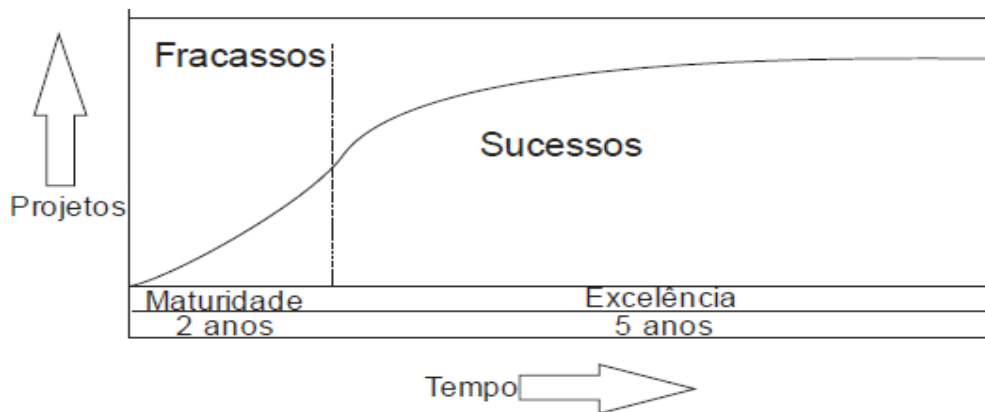 Fracassos
Sucessos
Projetos
Maturidade
Excelência
2 anos
5 anos
Tempo